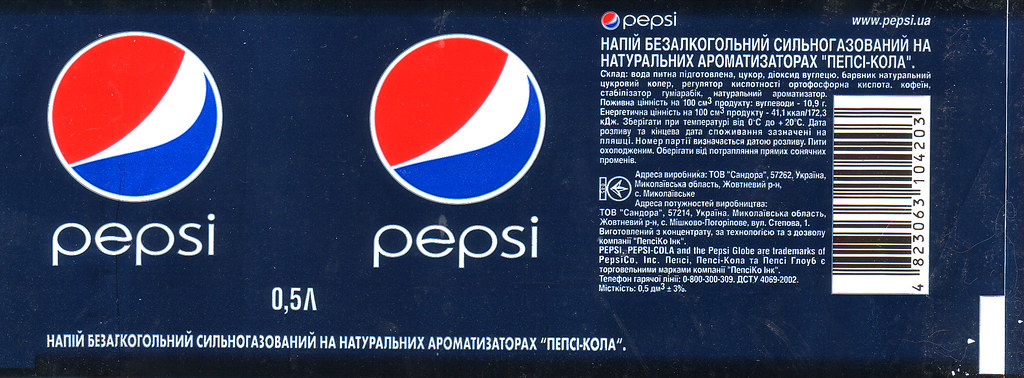 pepsi
pepsi
0,5Л
НАПІЙ БЕЗАЛКОГОЛЬНИЙ СИЛЬНОГАЗОВАНИЙ НА НАТУРАЛЬНИХ АРОМАТИЗАТОРАХ "ПЕПСІ-КОЛА".
pepsi
www.pepsi.ua
НАПІЙ БЕЗАЛКОГОЛЬНИЙ СИЛЬНОГАЗОВАНИЙ НА
НАТУРАЛЬНИХ АРОМАТИЗАТОРАХ "ПЕПСІ-КОЛА".
Склад: вода питна підготовлена, цукор, діоксид вуглецю, барвник натуральний
цукровий колер, регулятор кислотності ортофосфорна кислота, кофеїн,
стабілізатор гуміарабік, натуральний ароматизатор.
Поживна цінність на 100 см³ продукту: вуглеводи - 10,9 г.
Енергетична цінність на 100 см³ продукту - 41,1 ккал/172,3
кДж. Зберігати при температурі від 0°С до + 20°С. Дата
розливу та кінцева дата споживання зазначені на
пляшці. Номер партії визначається датою розливу. Пити
охолодженим. Оберігати від потрапляння прямих сонячних
променів.
Адреса виробника: ТОВ "Сандора", 57262, Україна,
Миколаївська область, Жовтневий р-н,
с. Миколаївське
Адреса потужностей виробництва:
ТОВ "Сандора", 57214, Україна. Миколаївська область,
Жовтневий р-н, с. Мішково-Погорілове, вул. Степова, 1.
Виготовлений з концентрату, за технологією та з дозволу
компанії "ПепсіКо Інк".
PEPSI, PEPSI-COLA and the Pepsi Globe are trademarks of
PepsiCo, Inc. Пепсі, Пепсі-Кола та Пепсі Глоуб є
торговельними марками компанії "ПепсіКо Інк".
Телефон гарячої лінії: 0-800-300-309. ДСТУ 4069-2002.
Місткість: 0,5 дм³ ± 3%.
4 823063 104203